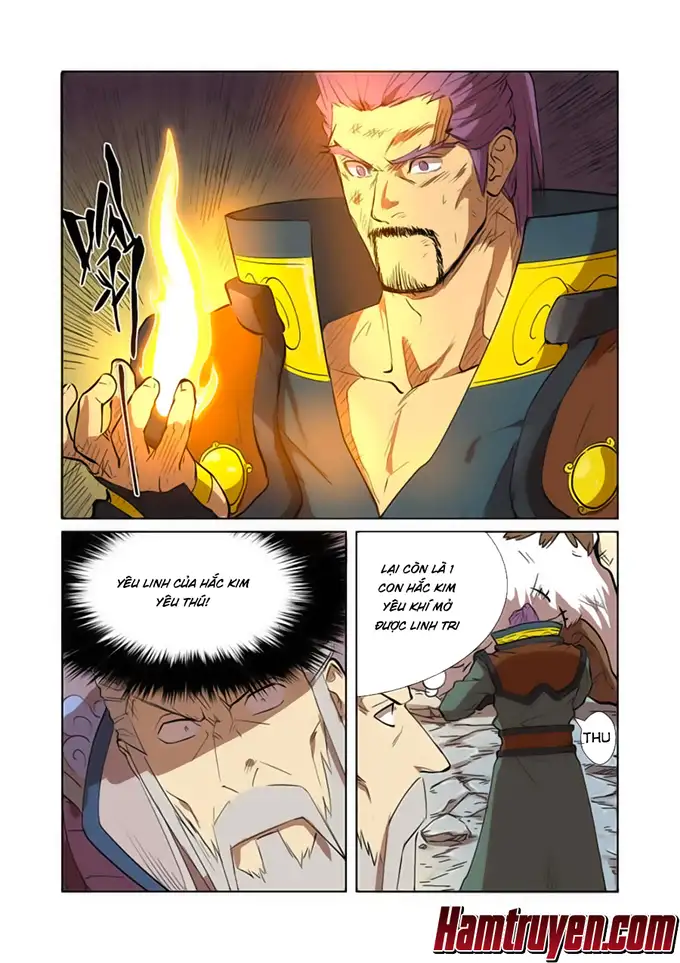 YÊU LINH CỦA HẮC KIM
YÊU THÚ!
LẠI CÒN LÀ 1
CON HẮC KIM
YÊU KHÍ MỞ
ĐƯỢC LINH TRI
THU
Hamtruyen.com